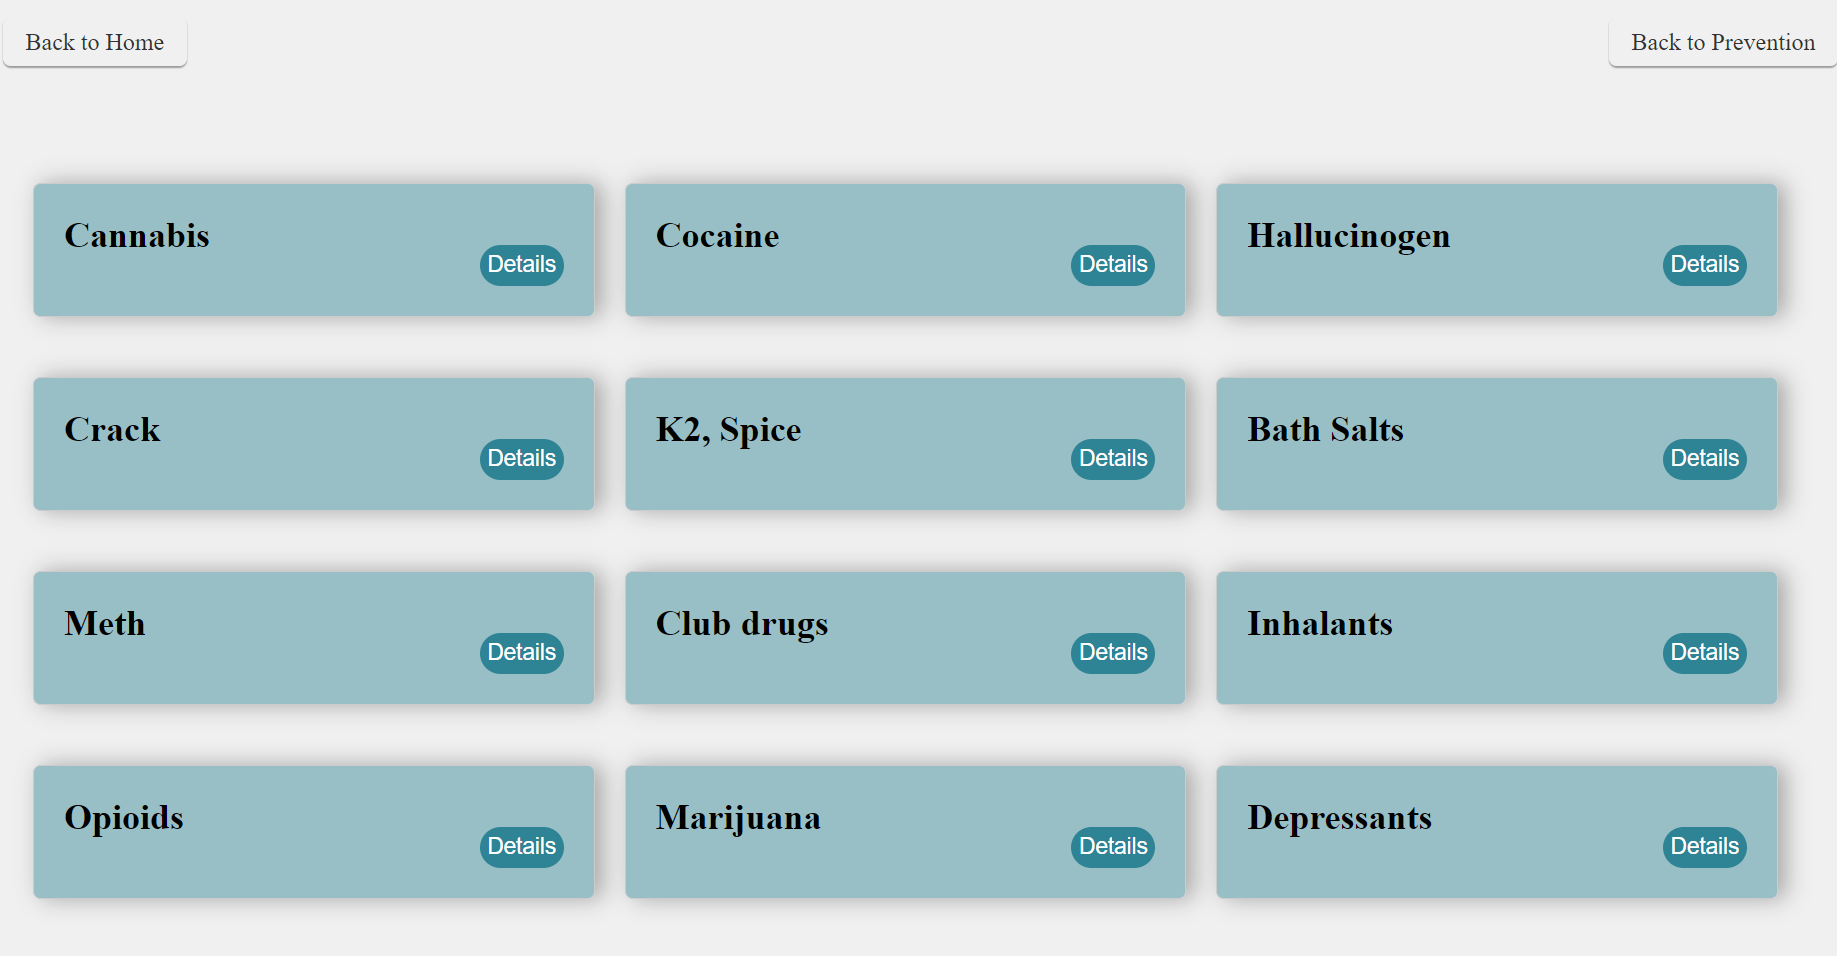 Back to Home
Back to Prevention
Cannabis
Details
Cocaine
Details
Hallucinogen
Details
Crack
Details
K2, Spice
Details
Bath Salts
Details
Meth
Details
Club drugs
Details
Inhalants
Details
Opioids
Details
Marijuana
Details
Depressants
Details